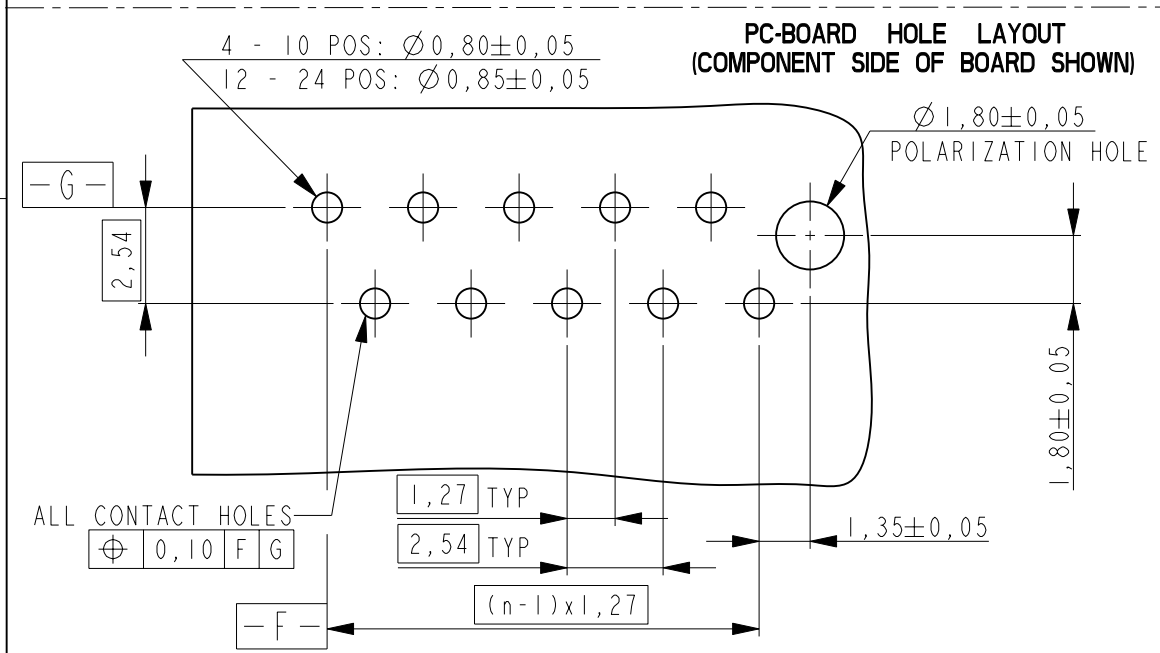 PC-BOARD HOLE LAYOUT
(COMPONENT SIDE OF BOARD SHOWN)
4 - 10 POS: Ø0,80±0,05
12 - 24 POS: Ø0,85±0,05
Ø1,80±0,05
POLARIZATION HOLE
-G-
2,54
1,80±0,05
ALL CONTACT HOLES
⌖ 0,10 F G
1,27 TYP
2,54 TYP
1,35±0,05
(n-1)x1,27
-F-